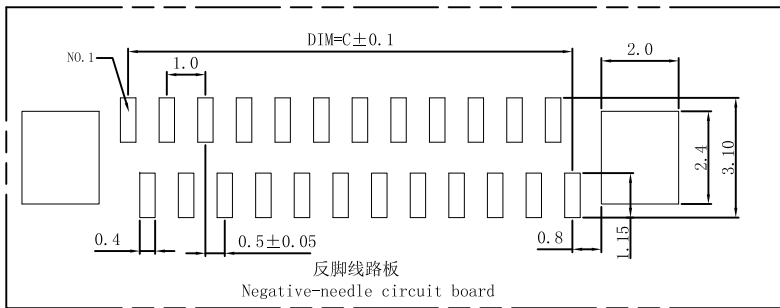 DIM=C±0.1
2.0
NO.1
1.0
2.4
3.10
0.4
0.5±0.05
0.8
1.15
反脚线路板
Negative-needle circuit board